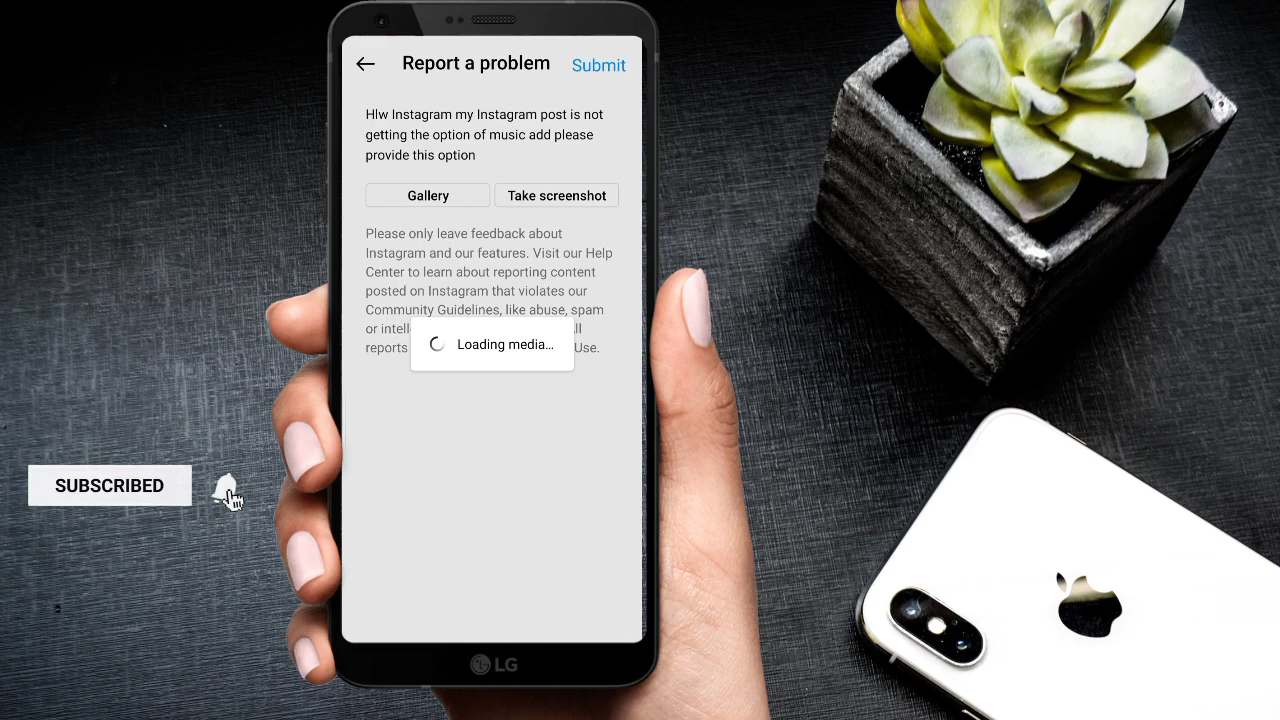 Report a problem
Submit
Hlw Instagram my Instagram post is not
getting the option of music add please
provide this option
Gallery
Take screenshot
Please only leave feedback about
Instagram and our features. Visit our Help
Center to learn about reporting content
posted on Instagram that violates our
Community Guidelines, like abuse, spam
or
reports Use.
Loading media...
SUBSCRIBED
LG